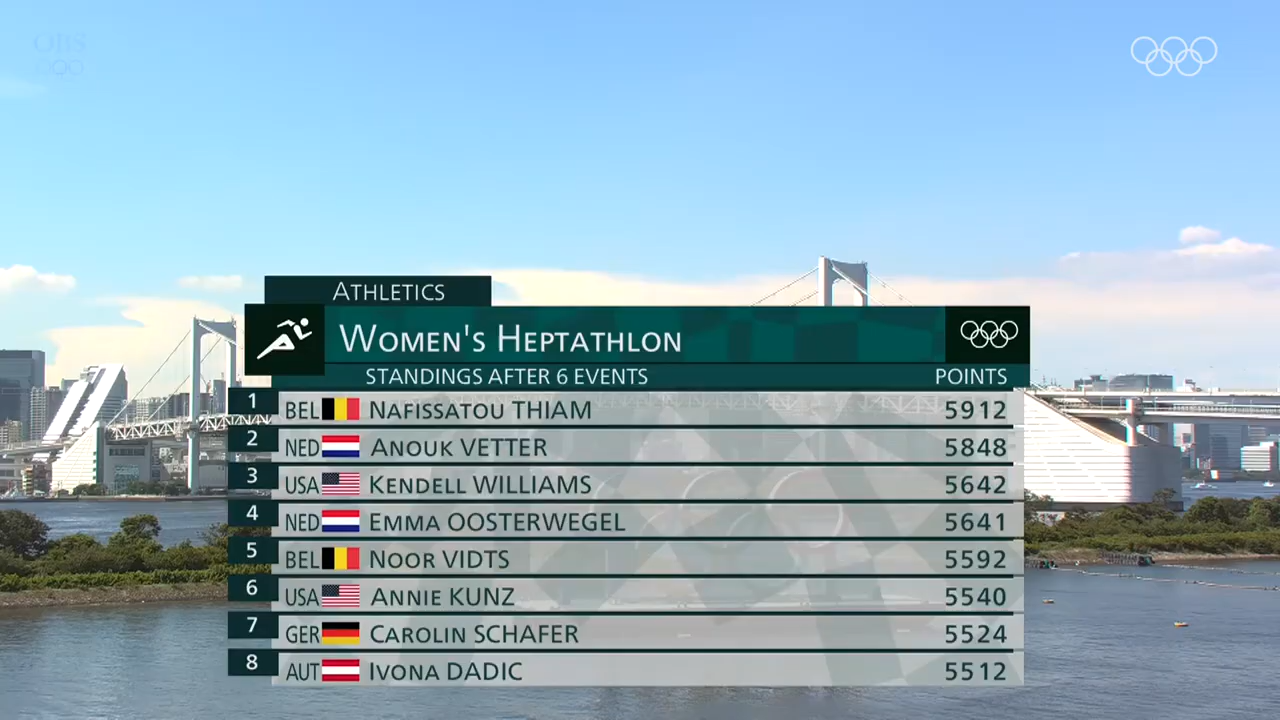 OBS
ATHLETICS
WOMEN'S HEPTATHLON
STANDINGS AFTER 6 EVENTS POINTS
1 BEL NAFISSATOU THIAM 5912
2 NED ANOUK VETTER 5848
3 USA KENDELL WILLIAMS 5642
4 NED EMMA OOSTERWEGEL 5641
5 BEL NOOR VIDTS 5592
6 USA ANNIE KUNZ 5540
7 GER CAROLIN SCHAFER 5524
8 AUT IVONA DADIC 5512